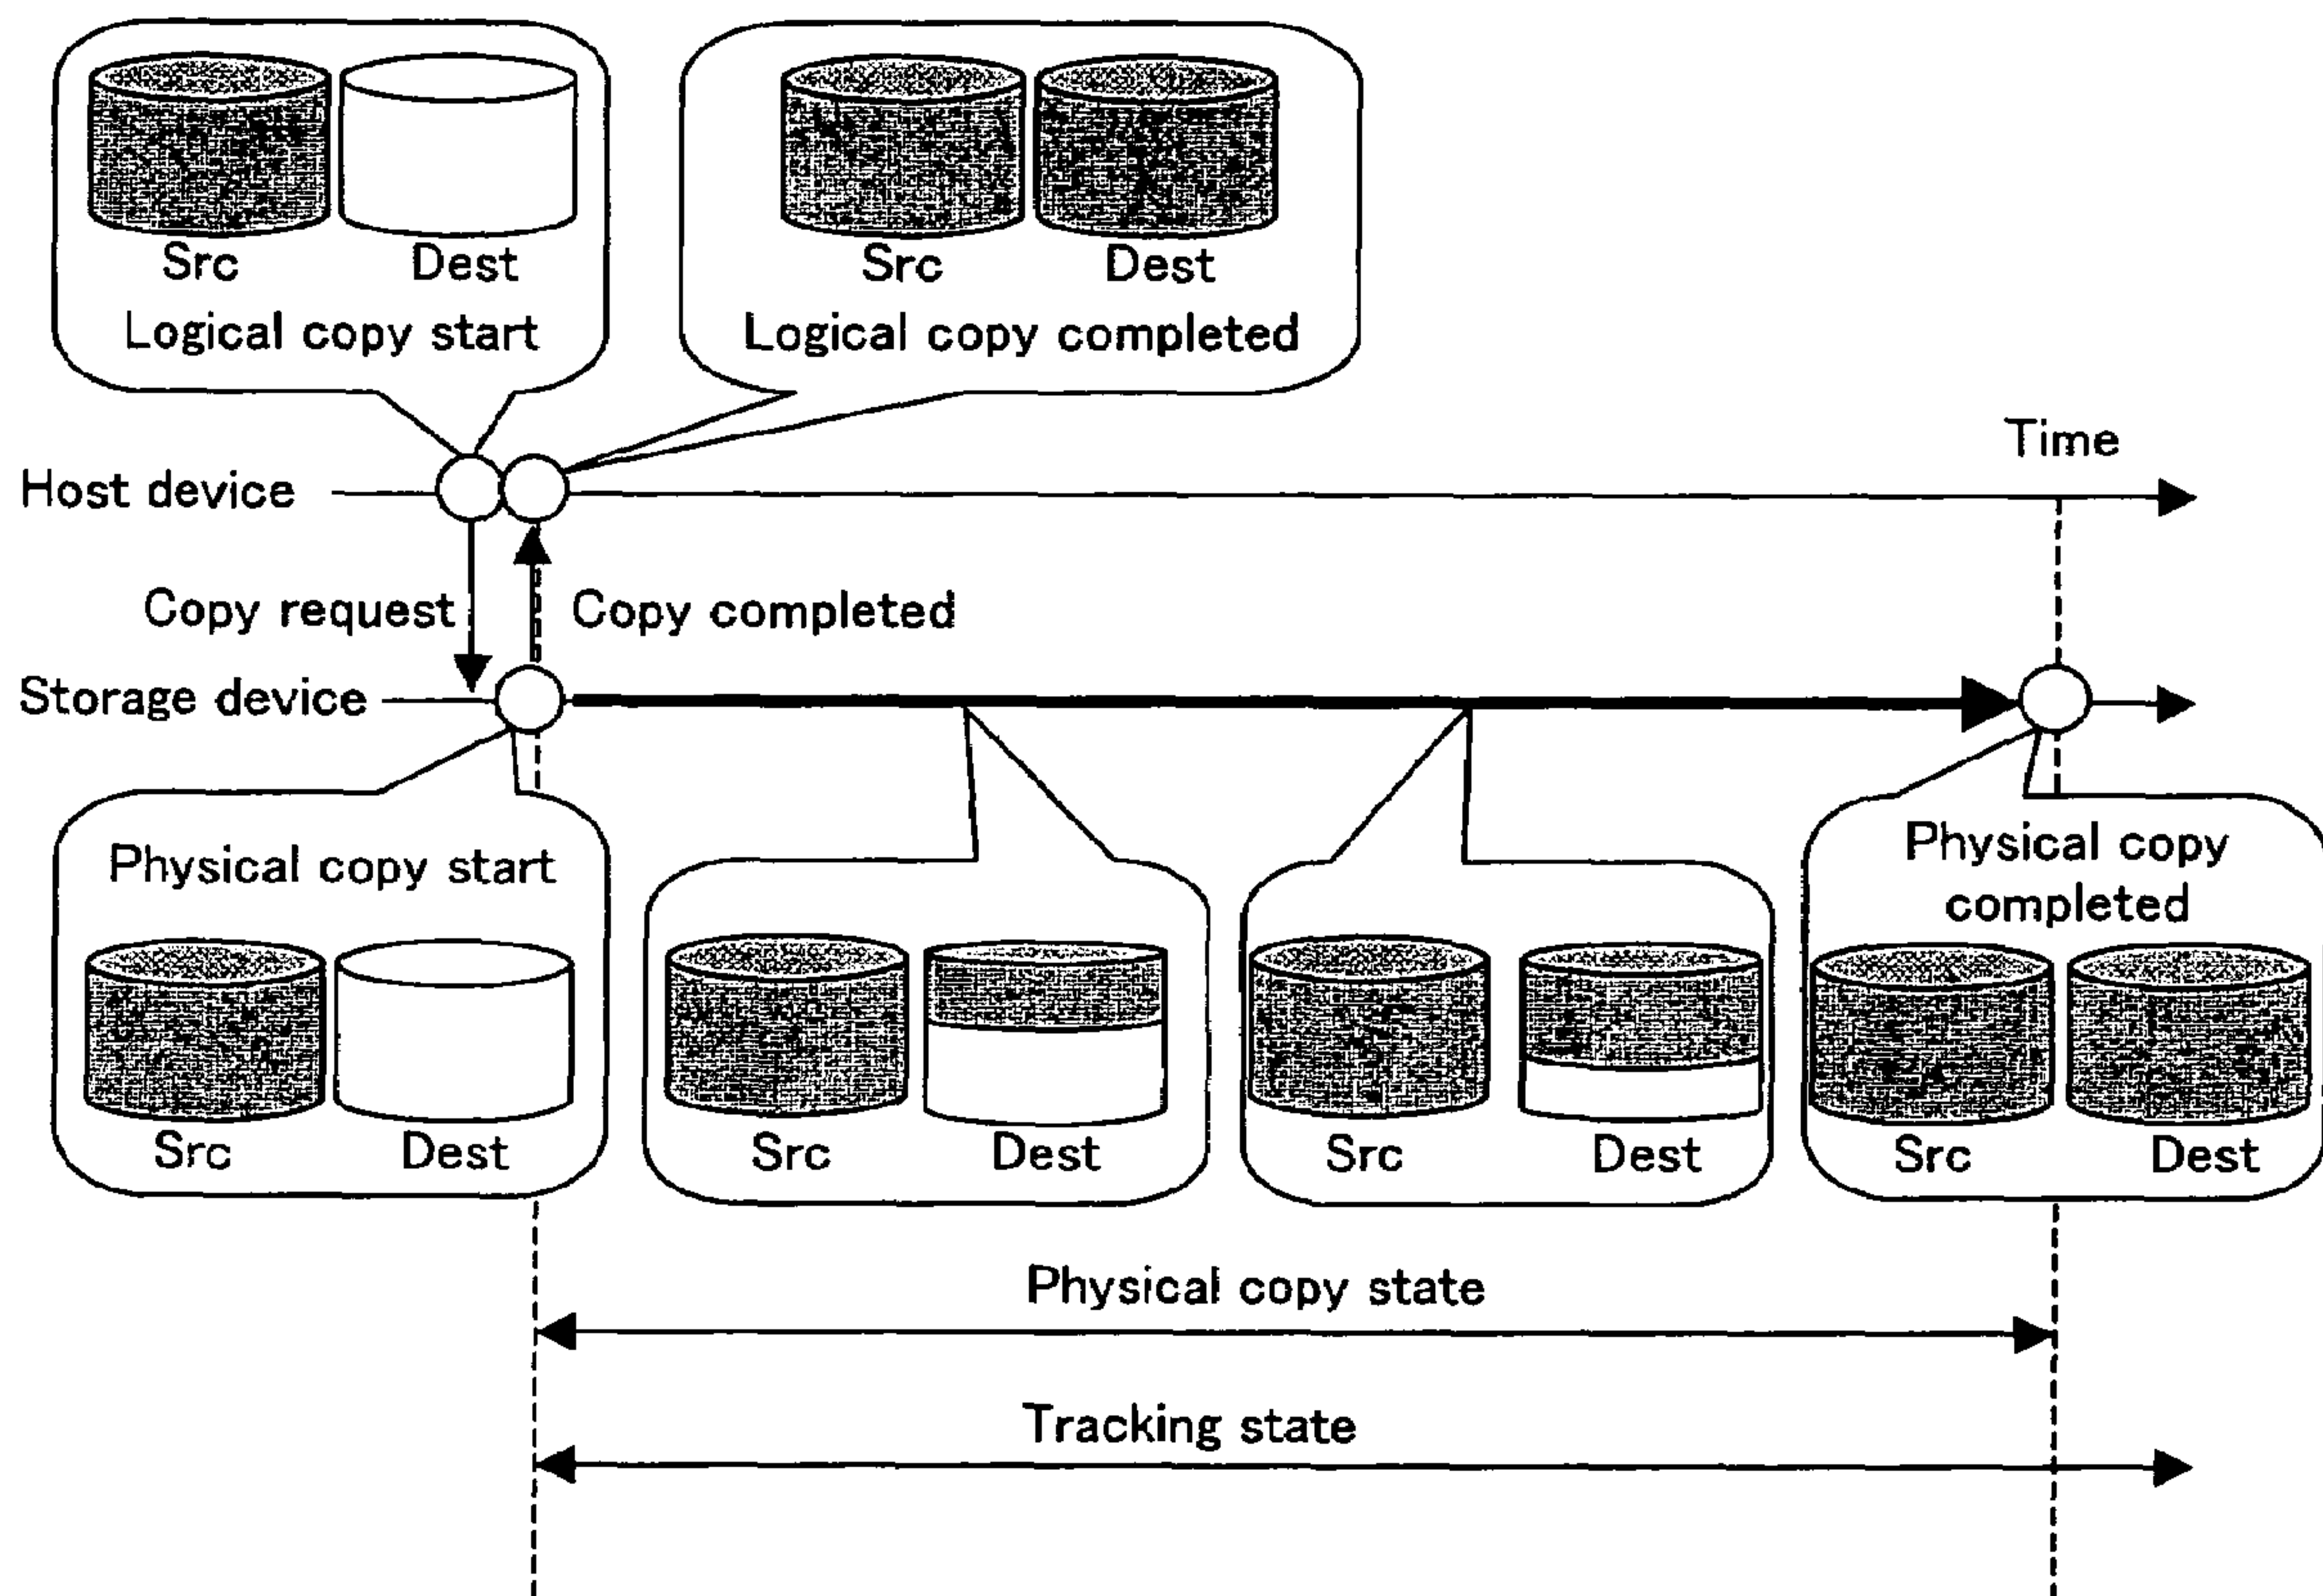 Src Dest
Logical copy start
Src Dest
Logical copy completed
Time
Host device
Copy request
Copy completed
Storage device
Physical copy start
Src Dest
Src Dest
Src Dest
Physical copy
completed
Src Dest
Physical copy state
Tracking state